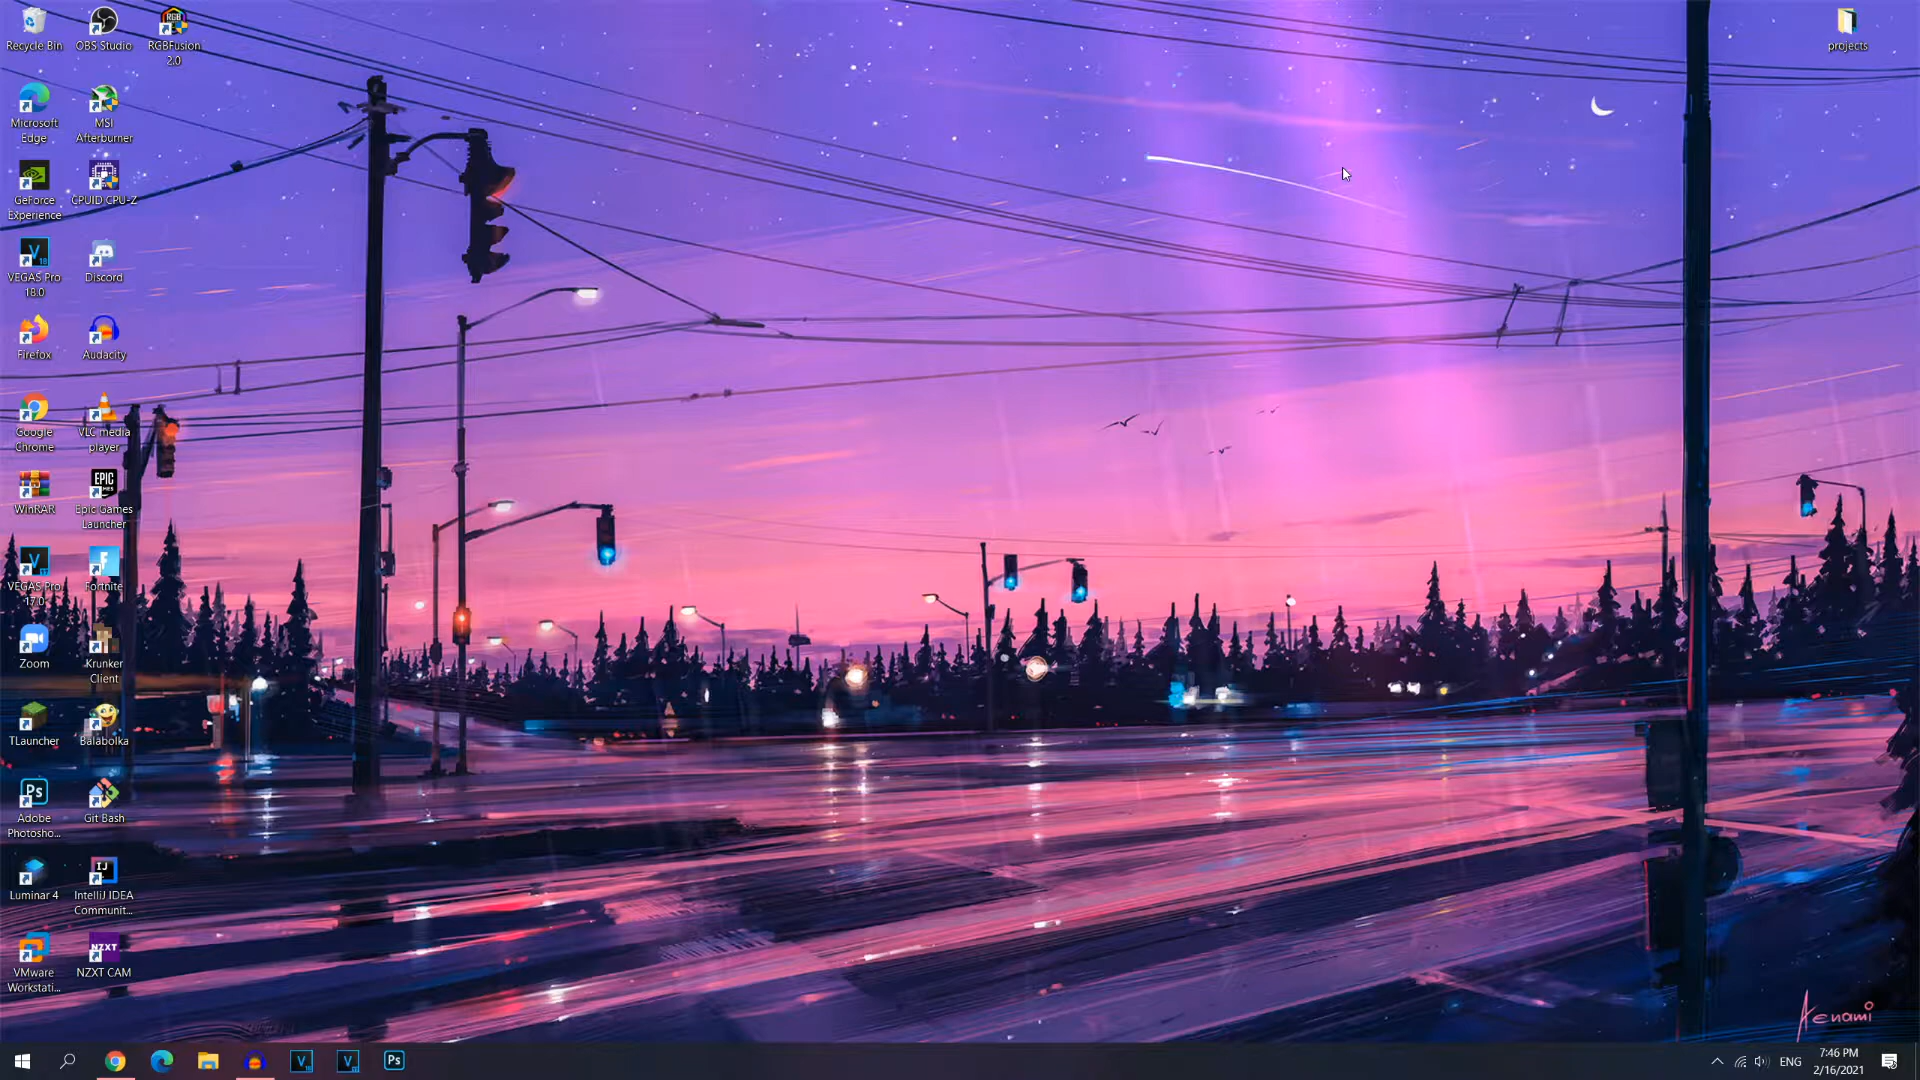 Recycle Bin
OBS Studio
RGBFusion
2.0
projects
Microsoft
Edge
MSI
Afterburner
GeForce
Experience
CPUID CPU-Z
VEGAS Pro
18.0
Discord
Firefox
Audacity
Google
Chrome
VLC media
player
WinRAR
Epic Games
Launcher
VEGAS Pro
17.0
Fortnite
Zoom
Krunker
Client
TLauncher
Balabolka
Adobe
Photosho...
Git Bash
Luminar 4
IntelliJ IDEA
Communit...
VMware
Workstati...
NZXT CAM
Aenami
ENG
7:46 PM
2/16/2021